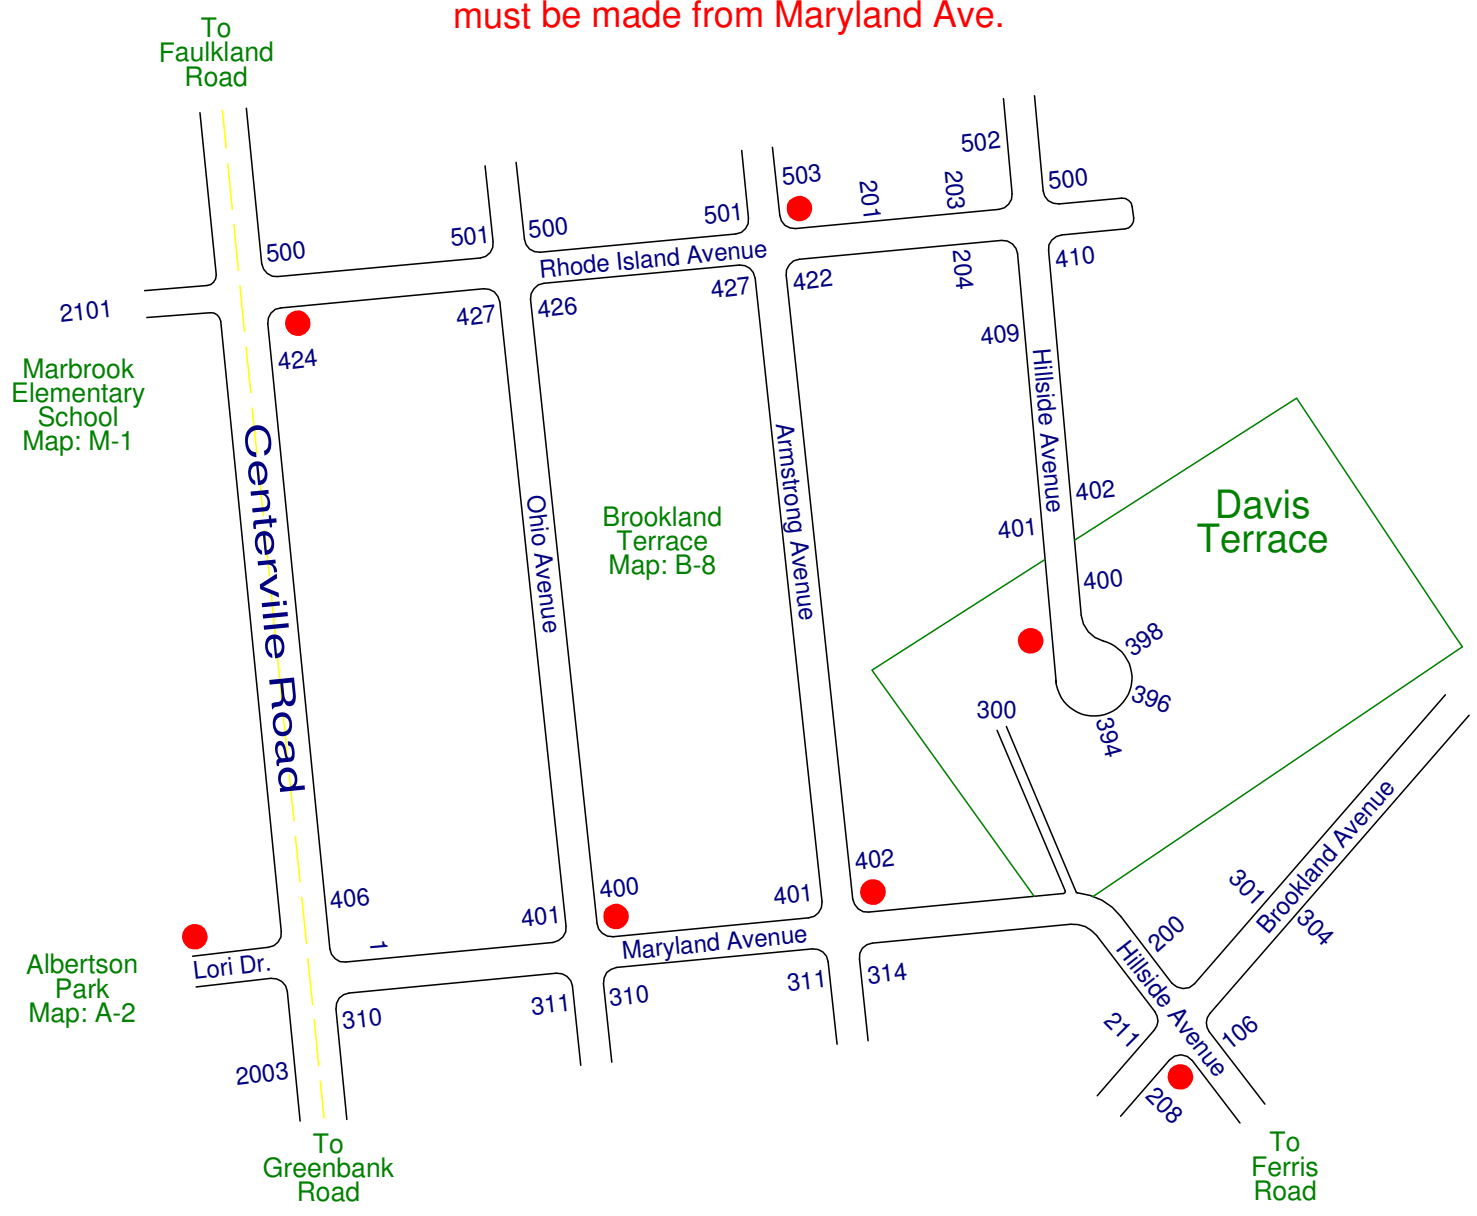 must be made from Maryland Ave.
To
Faulkland
Road
502
503
201
203
500
501
500
501
500
Rhode Island Avenue
410
204
422
427
426
427
2101
424
409
Marbrook
Elementary
School
Map: M-1
Hillside Avenue
Centerville Road
Armstrong Avenue
Ohio Avenue
402
401
Davis
Terrace
Brookland
Terrace
Map: B-8
400
398
396
394
300
Brookland Avenue
301
304
402
400
401
401
406
1
Maryland Avenue
200
Hillside Avenue
Lori Dr.
Albertson
Park
Map: A-2
314
311
310
311
310
211
106
2003
208
To
Greenbank
Road
To
Ferris
Road